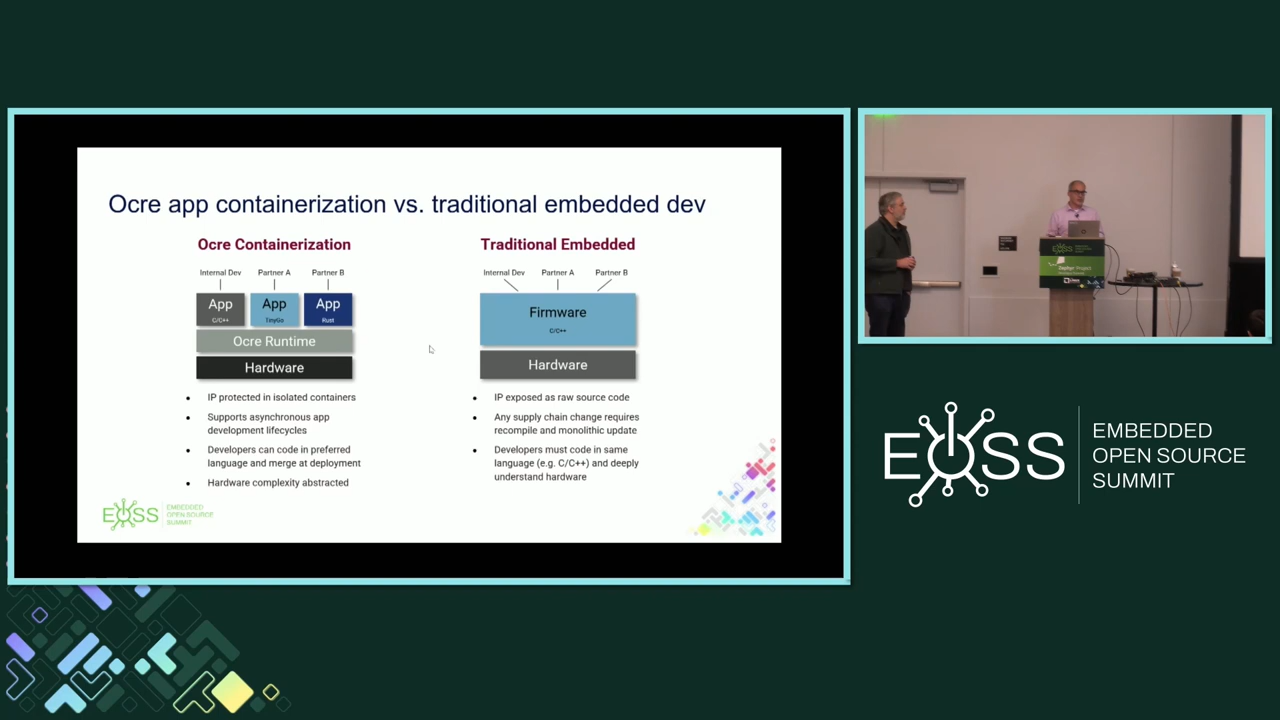 Ocre app containerization vs. traditional embedded dev
Ocre Containerization
Internal Dev
Partner A
Partner B
App
C/C++
App
TinyGo
App
Rust
Ocre Runtime
Hardware
• IP protected in isolated containers
• Supports asynchronous app
development lifecycles
• Developers can code in preferred
language and merge at deployment
• Hardware complexity abstracted
Traditional Embedded
Internal Dev
Partner A
Partner B
Firmware
C/C++
Hardware
• IP exposed as raw source code
• Any supply chain change requires
recompile and monolithic update
• Developers must code in same
language (e.g. C/C++) and deeply
understand hardware
EOSS
EMBEDDED
OPEN SOURCE
SUMMIT
Zephyr Project
EOSS
EMBEDDED
OPEN SOURCE
SUMMIT